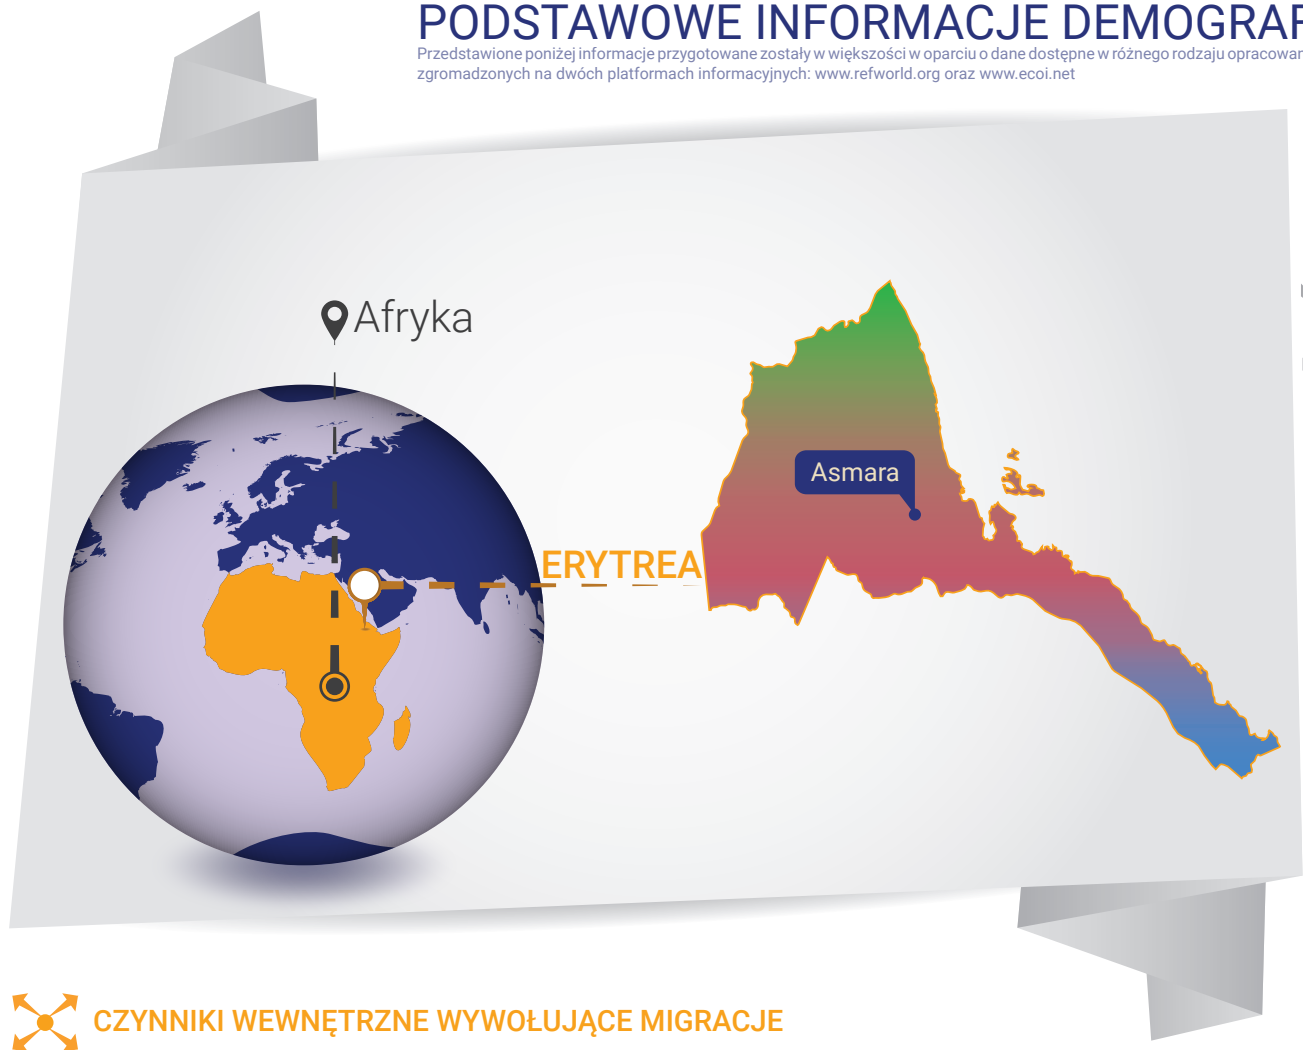 PODSTAWOWE INFORMACJE DEMOGRAF
Przedstawione poniżej informacje przygotowane zostały w większości w oparciu o dane dostępne w różnego rodzaju opracowan
zgromadzonych na dwóch platformach informacyjnych: www.refworld.org oraz www.ecoi.net
Afryka
Asmara
ERYTREA
CZYNNIKI WEWNĘTRZNE WYWOŁUJĄCE MIGRACJE